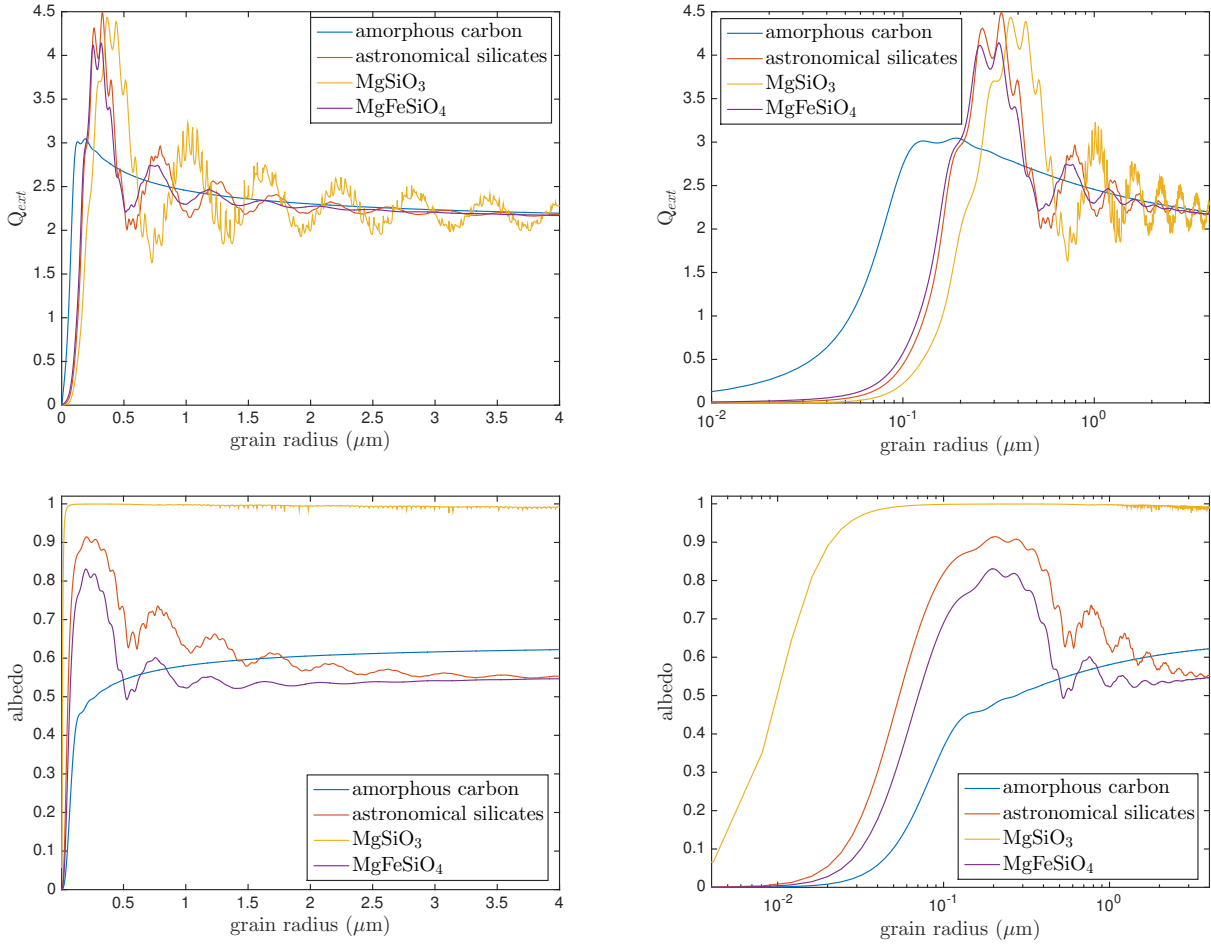 4.5
4
3.5
3
2.5
2
1.5
1
0.5
0
Q_ext
0 0.5 1 1.5 2 2.5 3 3.5 4
grain radius (μm)
amorphous carbon
astronomical silicates
MgSiO₃
MgFeSiO₄
4.5
4
3.5
3
2.5
2
1.5
1
0.5
0
Q_ext
10⁻² 10⁻¹ 10⁰
grain radius (μm)
amorphous carbon
astronomical silicates
MgSiO₃
MgFeSiO₄
1
0.9
0.8
0.7
0.6
0.5
0.4
0.3
0.2
0.1
0
albedo
0.5 1 1.5 2 2.5 3 3.5 4
grain radius (μm)
amorphous carbon
astronomical silicates
MgSiO₃
MgFeSiO₄
1
0.9
0.8
0.7
0.6
0.5
0.4
0.3
0.2
0.1
0
albedo
10⁻² 10⁻¹ 10⁰
grain radius (μm)
amorphous carbon
astronomical silicates
MgSiO₃
MgFeSiO₄